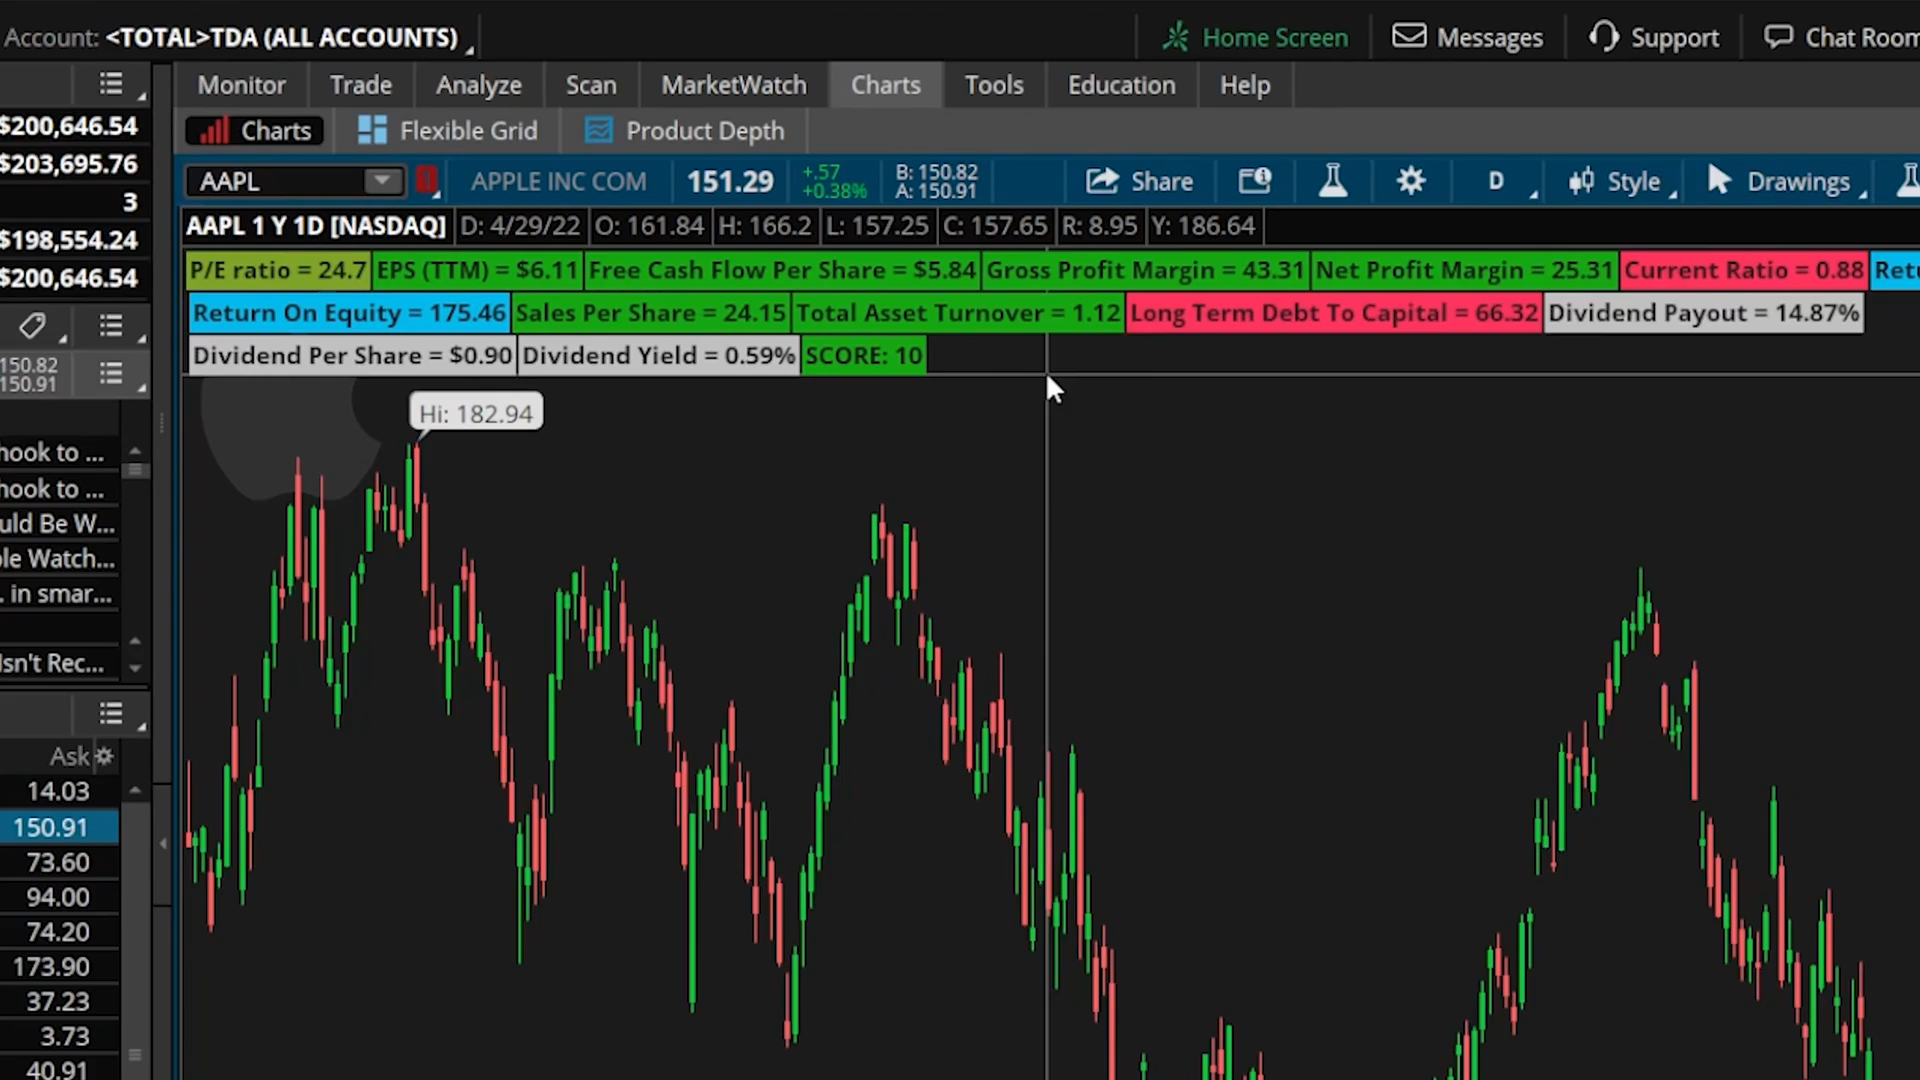 Account: <TOTAL>TDA (ALL ACCOUNTS)
Home Screen
Messages
Support
Chat Room
Monitor
Trade
Analyze
Scan
MarketWatch
Charts
Tools
Education
Help
Charts
Flexible Grid
Product Depth
AAPL
APPLE INC COM
151.29
+.57
+0.38%
B: 150.82
A: 150.91
Share
D
Style
Drawings
AAPL 1 Y 1D [NASDAQ]
D: 4/29/22
O: 161.84
H: 166.2
L: 157.25
C: 157.65
R: 8.95
Y: 186.64
P/E ratio = 24.7
EPS (TTM) = $6.11
Free Cash Flow Per Share = $5.84
Gross Profit Margin = 43.31
Net Profit Margin = 25.31
Current Ratio = 0.88
Retu
Return On Equity = 175.46
Sales Per Share = 24.15
Total Asset Turnover = 1.12
Long Term Debt To Capital = 66.32
Dividend Payout = 14.87%
Dividend Per Share = $0.90
Dividend Yield = 0.59%
SCORE: 10
Hi: 182.94
$200,646.54
$203,695.76
3
$198,554.24
$200,646.54
150.82
150.91
hook to ...
hook to ...
uld Be W...
le Watch...
. in smar...
Isn't Rec...
Ask
14.03
150.91
73.60
94.00
74.20
173.90
37.23
3.73
40.91